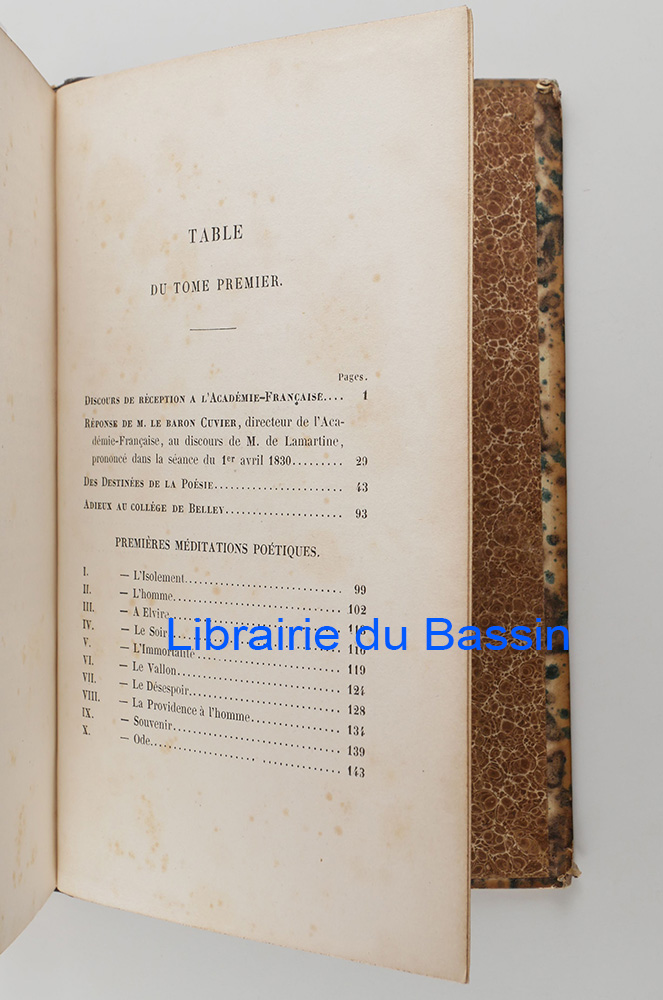 TABLE
DU TOME PREMIER.
Pages.
DISCOURS DE RÉCEPTION A L'ACADÉMIE-FRANÇAISE.... 1
RÉPONSE DE M. LE BARON CUVIER, directeur de l'Aca-
démie-Française, au discours de M. de Lamartine,
prononcé dans la séance du 1er avril 1830......... 29
DES DESTINÉES DE LA POÉSIE......................... 43
ADIEUX AU COLLÈGE DE BELLEY....................... 93
PREMIÈRES MÉDITATIONS POÉTIQUES.
I. — L'Isolement.............................. 99
II. — L'homme................................ 102
III. — A Elvire
IV. — Le Soir
Librairie du Bassin
V. — L'Immortalité
VI. — Le Vallon................................ 119
VII. — Le Désespoir............................ 124
VIII. — La Providence à l'homme.................. 128
IX. — Souvenir................................ 134
X. — Ode..................................... 139
143